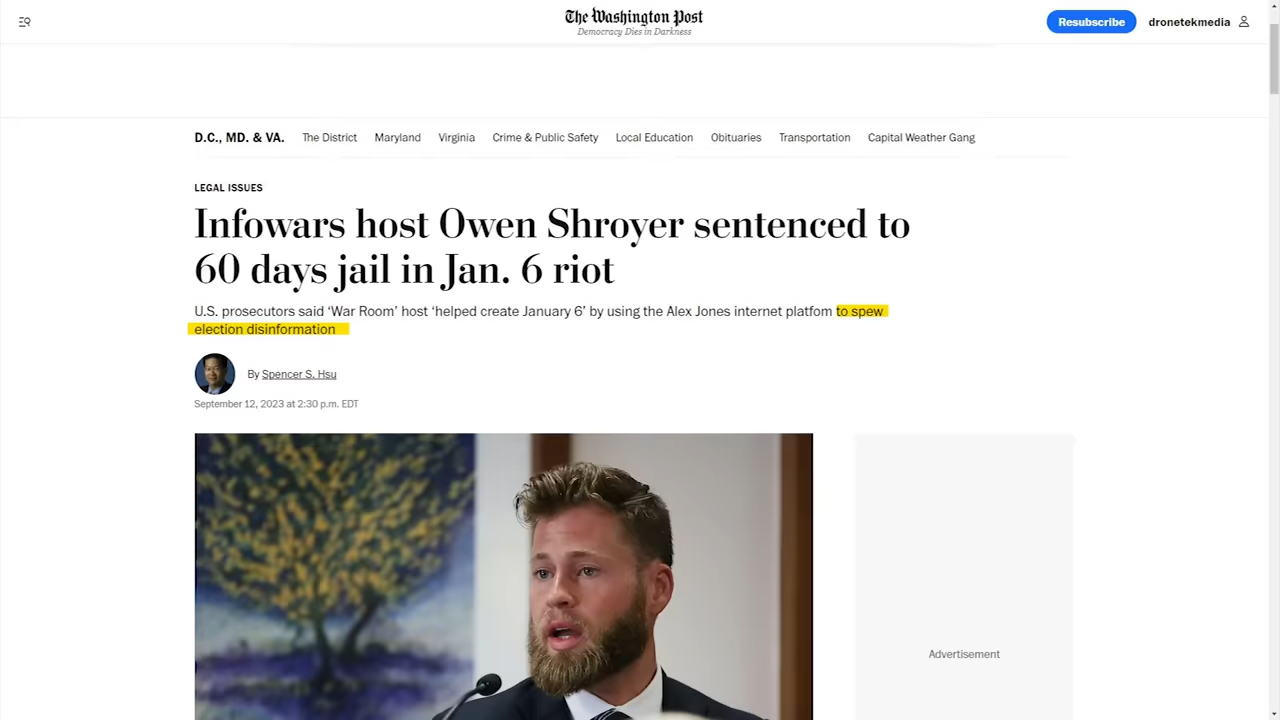 The Washington Post
Democracy Dies in Darkness
Resubscribe
dronetekmedia
D.C., MD. & VA. The District Maryland Virginia Crime & Public Safety Local Education Obituaries Transportation Capital Weather Gang
LEGAL ISSUES
Infowars host Owen Shroyer sentenced to
60 days jail in Jan. 6 riot
U.S. prosecutors said ‘War Room’ host ‘helped create January 6’ by using the Alex Jones internet platfom to spew
election disinformation
By Spencer S. Hsu
September 12, 2023 at 2:30 p.m. EDT
Advertisement